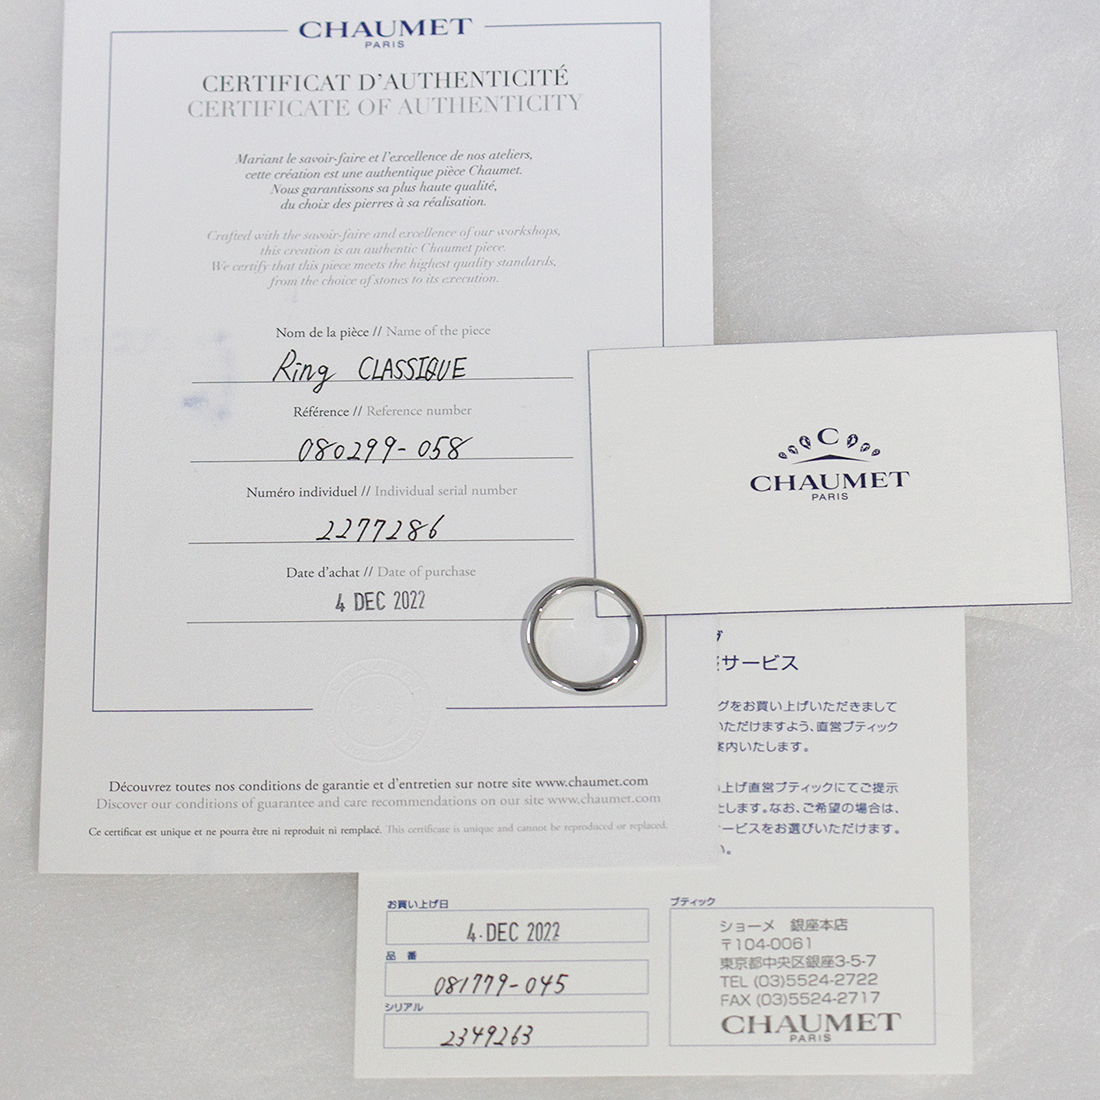 CHAUMET
PARIS
CERTIFICAT D'AUTHENTICITÉ
CERTIFICATE OF AUTHENTICITY
Mariant le savoir-faire et l'excellence de nos ateliers,
cette création est une authentique pièce Chaumet.
Nous garantissons sa plus haute qualité,
du choix des pierres à sa réalisation.
Crafted with the savoir-faire and excellence of our workshops,
this creation is an authentic Chaumet piece.
We certify that this piece meets the highest quality standards,
from the choice of stones to its execution.
Nom de la pièce // Name of the piece
Ring CLASSIQUE
Référence // Reference number
080299-058
Numéro individuel // Individual serial number
2277286
Date d'achat // Date of purchase
4 DEC 2022
Découvrez toutes nos conditions de garantie et d'entretien sur notre site www.chaumet.com
Discover our conditions of guarantee and care recommendations on our site www.chaumet.com
Ce certificat est unique et ne pourra être ni reproduit ni remplacé. This certificate is unique and cannot be reproduced or replaced.
C
CHAUMET
PARIS
グ
サービス
グをお買い上げいただきまして
いただけますよう、直営ブティック
案内いたします。
い上げ直営ブティックにてご提示
たします。なお、ご希望の場合は、
ービスをお選びいただけます。
い。
お買い上げ日
4.DEC 2022
品 番
081779-045
シリアル
2349263
ブティック
ショーメ 銀座本店
〒104-0061
東京都中央区銀座3-5-7
TEL (03)5524-2722
FAX (03)5524-2717
CHAUMET
PARIS